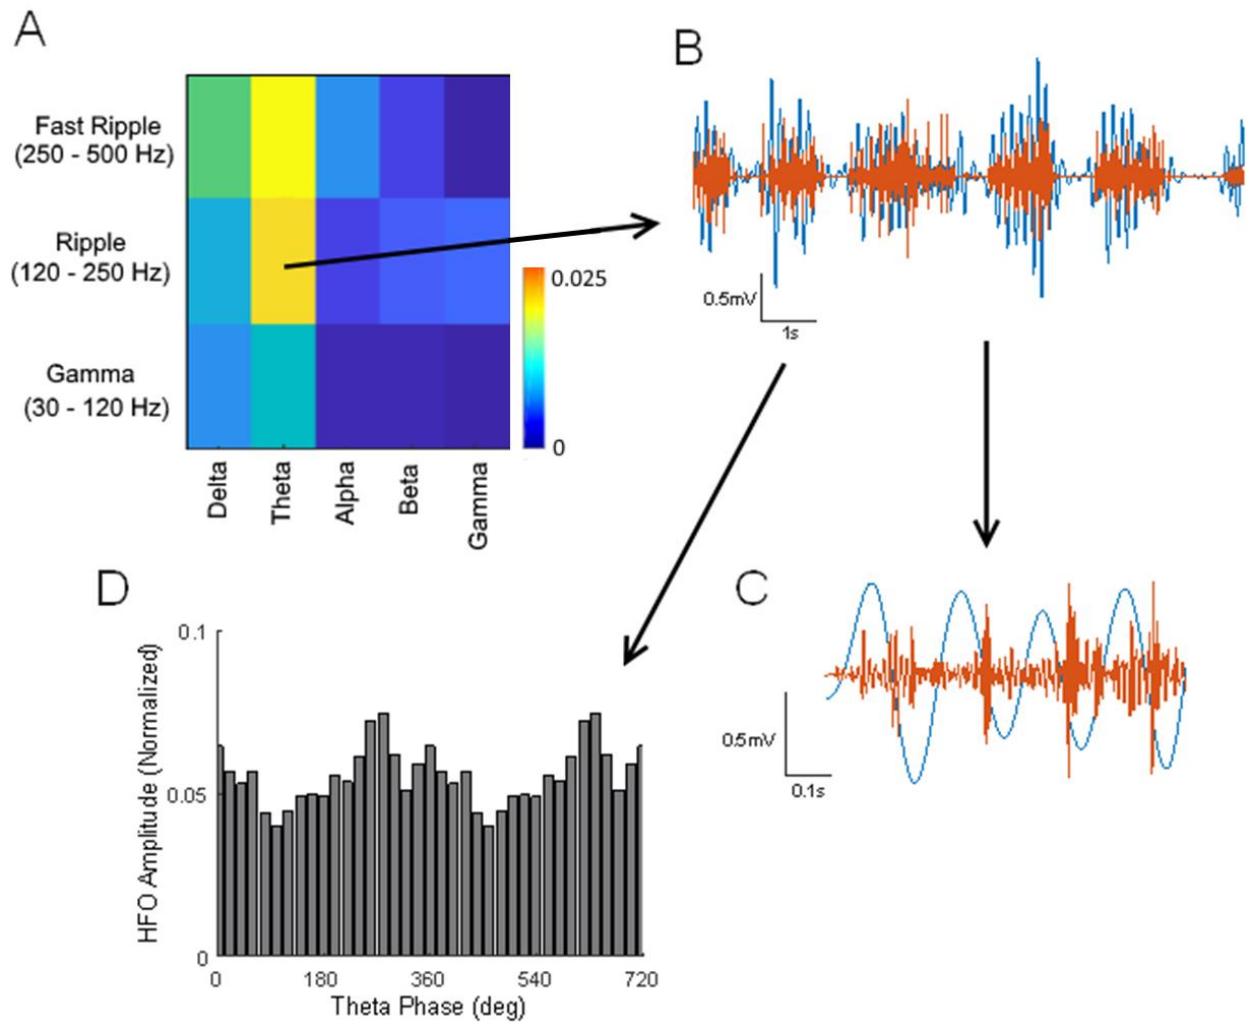 A
Fast Ripple
(250 - 500 Hz)
Ripple
(120 - 250 Hz)
Gamma
(30 - 120 Hz)
0.025
0
Delta
Theta
Alpha
Beta
Gamma
B
0.5mV
1s
C
0.5mV
0.1s
D
HFO Amplitude (Normalized)
0.1
0.05
0
0 180 360 540 720
Theta Phase (deg)